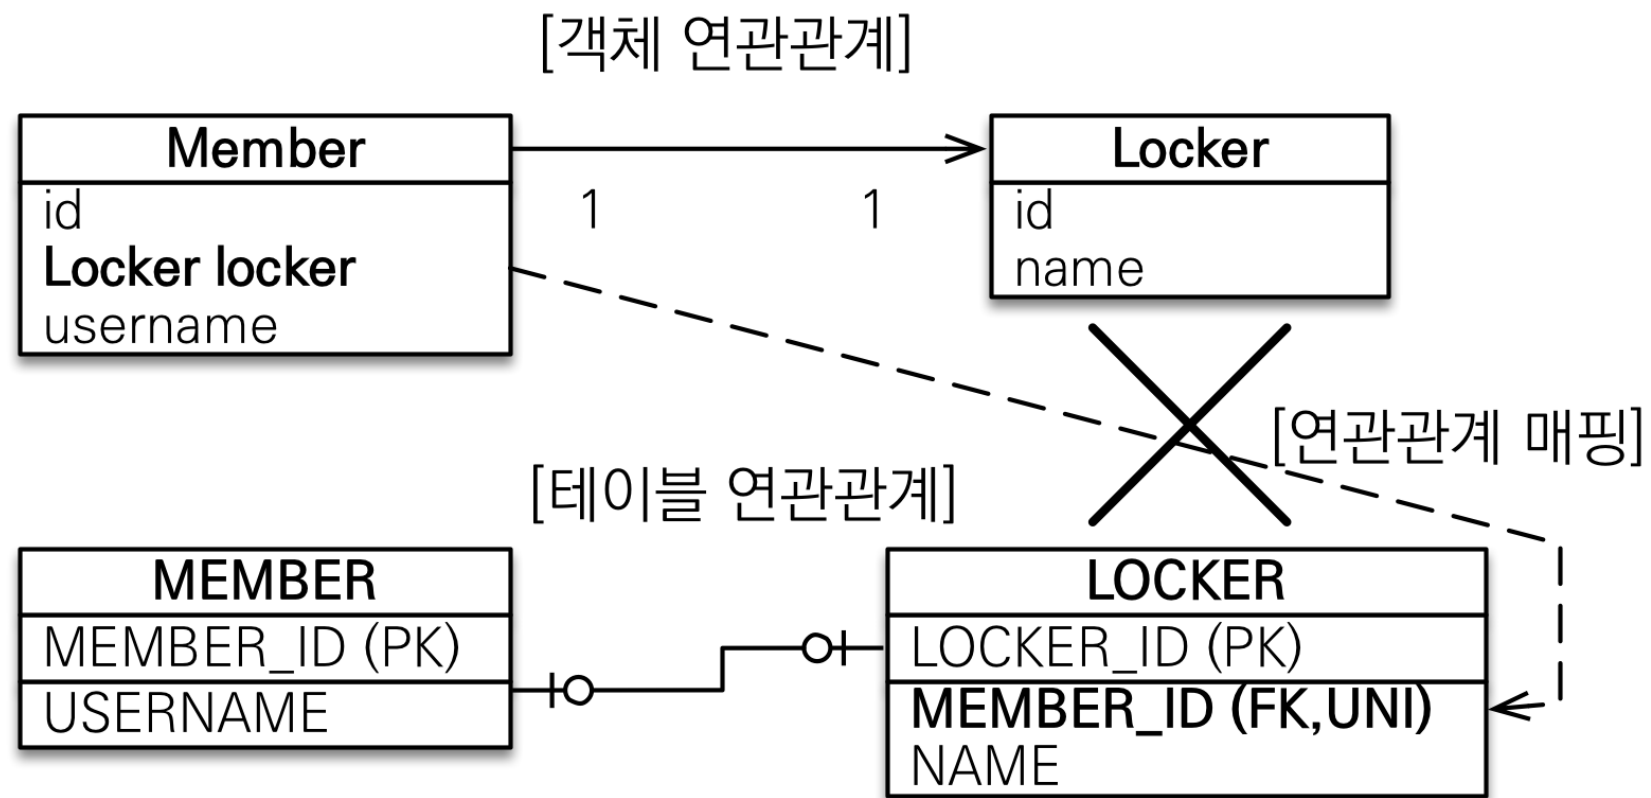 [객체 연관관계]
Member
id
Locker locker
username
1
1
Locker
id
name
[연관관계 매핑]
[테이블 연관관계]
MEMBER
MEMBER_ID (PK)
USERNAME
LOCKER
LOCKER_ID (PK)
MEMBER_ID (FK,UNI)
NAME